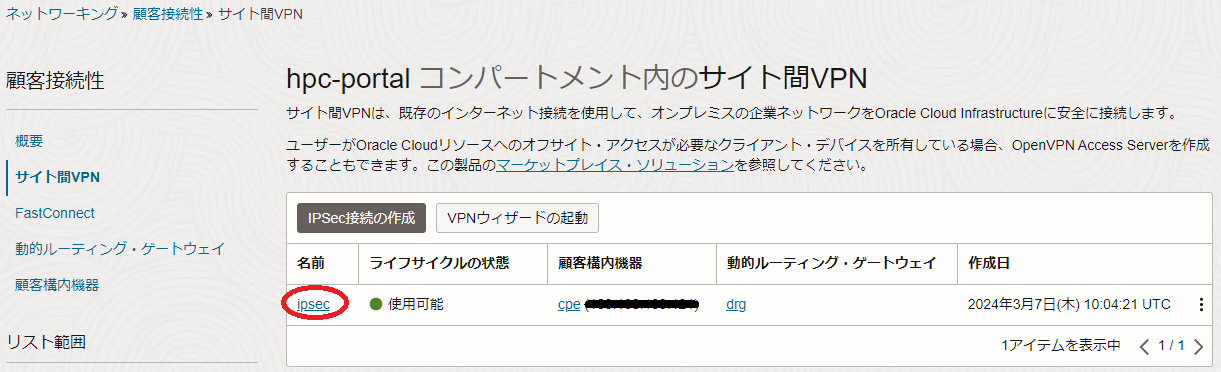 ネットワーキング » 顧客接続性 » サイト間VPN
顧客接続性
概要
サイト間VPN
FastConnect
動的ルーティング・ゲートウェイ
顧客構内機器
リスト範囲
hpc-portal コンパートメント内のサイト間VPN
サイト間VPNは、既存のインターネット接続を使用して、オンプレミスの企業ネットワークをOracle Cloud Infrastructureに安全に接続します。
ユーザーがOracle Cloudリソースへのオフサイト・アクセスが必要なクライアント・デバイスを所有している場合、OpenVPN Access Serverを作成
することもできます。この製品のマーケットプレイス・ソリューションを参照してください。
IPSec接続の作成 VPNウィザードの起動
名前 ライフサイクルの状態 顧客構内機器 動的ルーティング・ゲートウェイ 作成日
ipsec 使用可能 cpe drg 2024年3月7日(木) 10:04:21 UTC
1アイテムを表示中 1 / 1